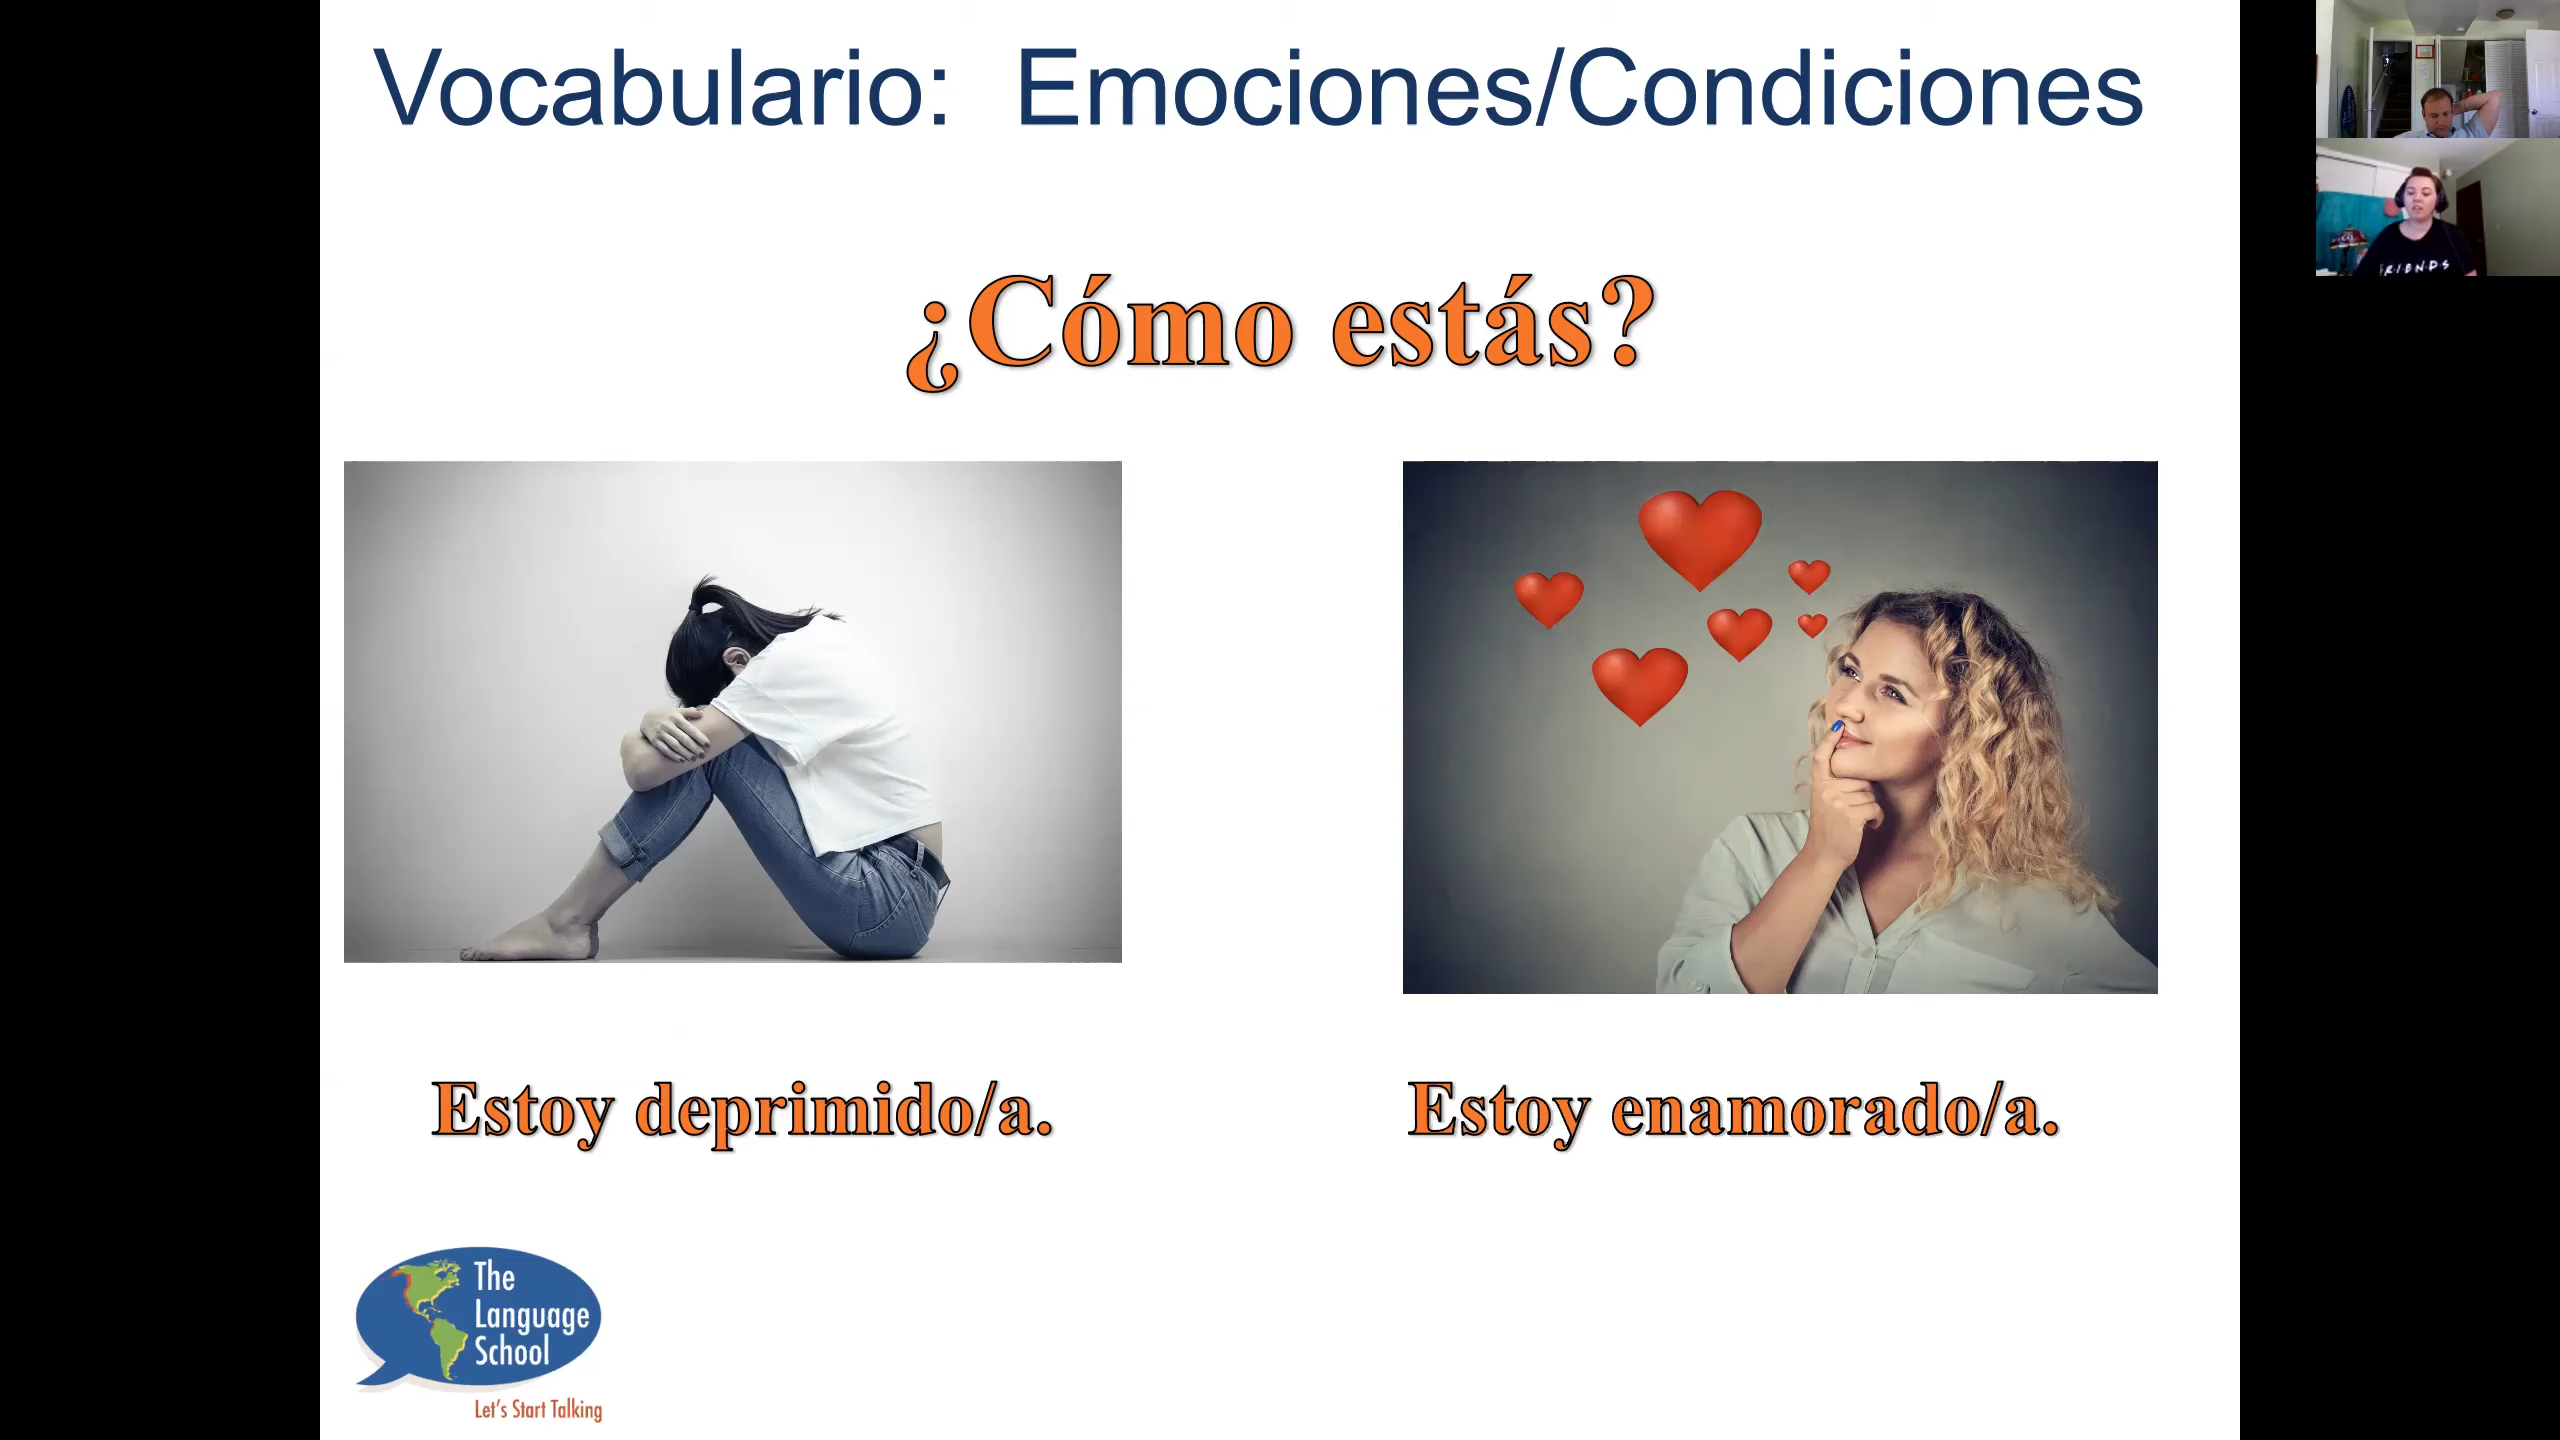 Vocabulario: Emociones/Condiciones
¿Cómo estás?
Estoy deprimido/a.
Estoy enamorado/a.
The
Language
School
Let's Start Talking
F·R·I·E·N·D·S